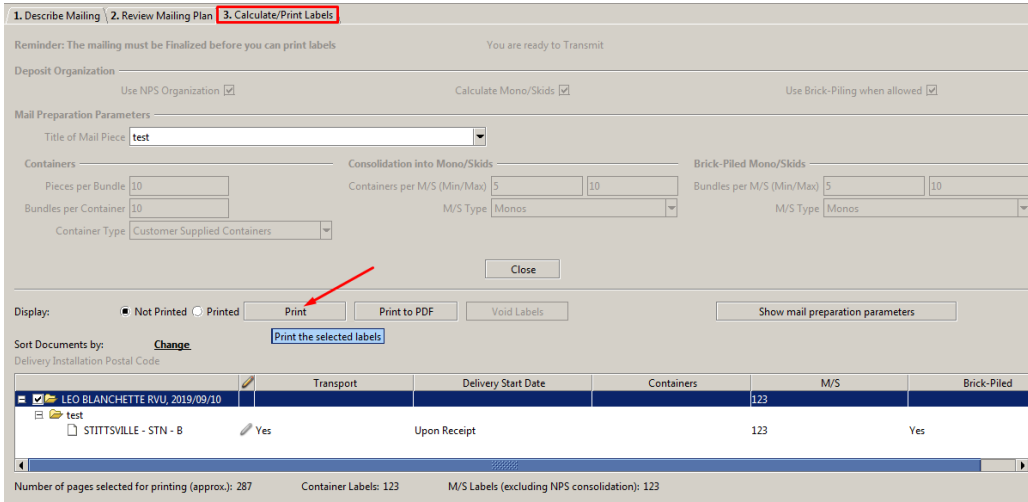 1. Describe Mailing 2. Review Mailing Plan 3. Calculate/Print Labels
Reminder: The mailing must be Finalized before you can print labels You are ready to Transmit
Deposit Organization
Use NPS Organization Calculate Mono/Skids Use Brick-Piling when allowed
Mail Preparation Parameters
Title of Mail Piece test
Containers Consolidation into Mono/Skids Brick-Piled Mono/Skids
Pieces per Bundle 10 Containers per M/S (Min/Max) 5 10 Bundles per M/S (Min/Max) 5 10
Bundles per Container 10 M/S Type Monos M/S Type Monos
Container Type Customer Supplied Containers
Close
Display: Not Printed Printed Print Print to PDF Void Labels Show mail preparation parameters
Print the selected labels
Sort Documents by: Change
Delivery Installation Postal Code
Transport Delivery Start Date Containers M/S Brick-Piled
LEO BLANCHETTE RVU, 2019/09/10 123
test
STITTSVILLE - STN - B Yes Upon Receipt 123 Yes
Number of pages selected for printing (approx.): 287 Container Labels: 123 M/S Labels (excluding NPS consolidation): 123